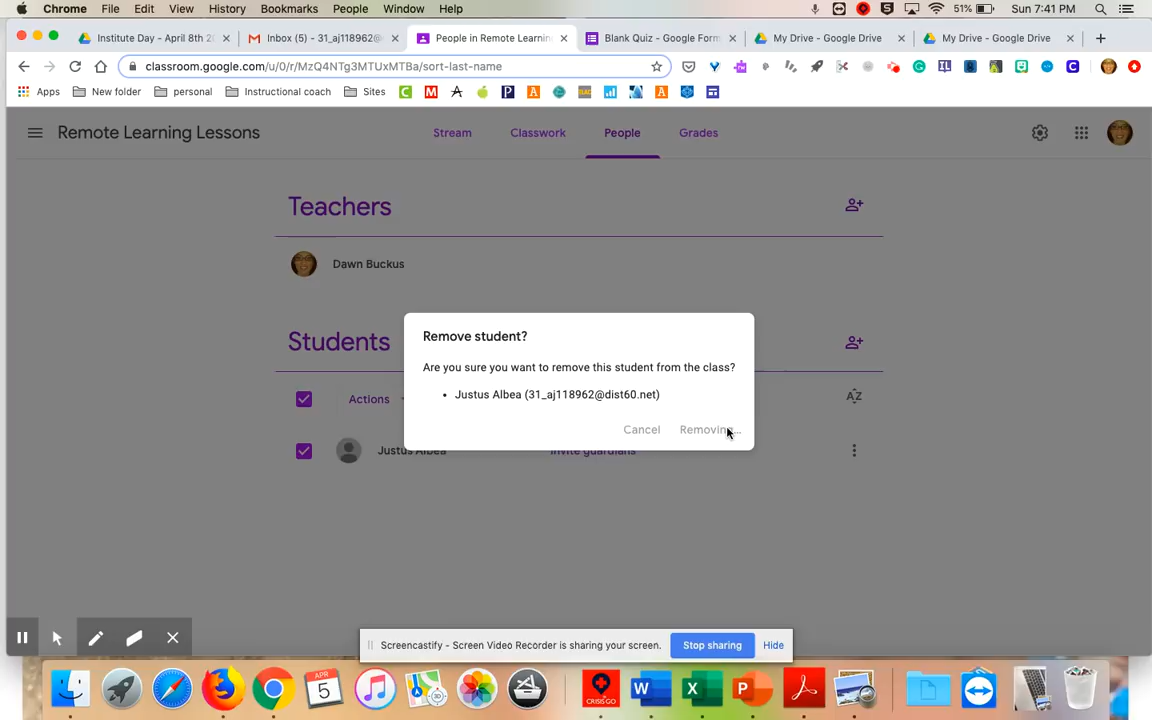 Chrome File Edit View History Bookmarks People Window Help 51% Sun 7:41 PM
Institute Day - April 8th 2 Inbox (5) - 31_aj118962@ People in Remote Learnin Blank Quiz - Google Form My Drive - Google Drive My Drive - Google Drive
classroom.google.com/u/0/r/MzQ4NTg3MTUxMTBa/sort-last-name
Apps New folder personal Instructional coach Sites
Remote Learning Lessons Stream Classwork People Grades
Teachers
Dawn Buckus
Students
Remove student?
Are you sure you want to remove this student from the class?
• Justus Albea (31_aj118962@dist60.net)
Actions
Cancel Removing...
Justus Albea Invite guardians
Screencastify - Screen Video Recorder is sharing your screen. Stop sharing Hide
APR
5
CRISIS GO